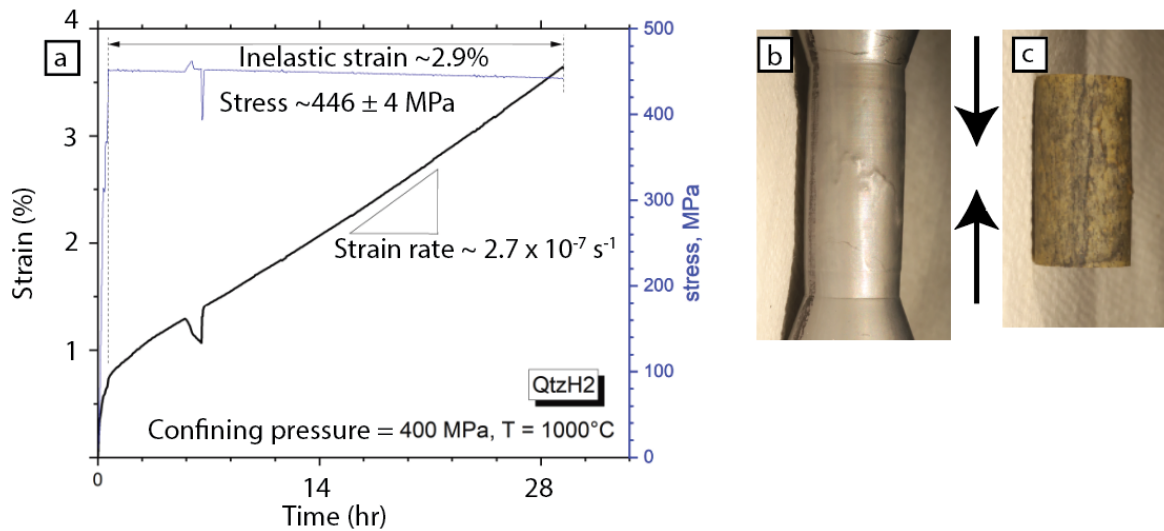 a
4
3
2
1
Strain (%)
Inelastic strain ~2.9%
Stress ~446 ± 4 MPa
Strain rate ~ 2.7 x 10⁻⁷ s⁻¹
QtzH2
Confining pressure = 400 MPa, T = 1000°C
0
14
28
Time (hr)
500
400
300
200
100
0
stress, MPa
b
c